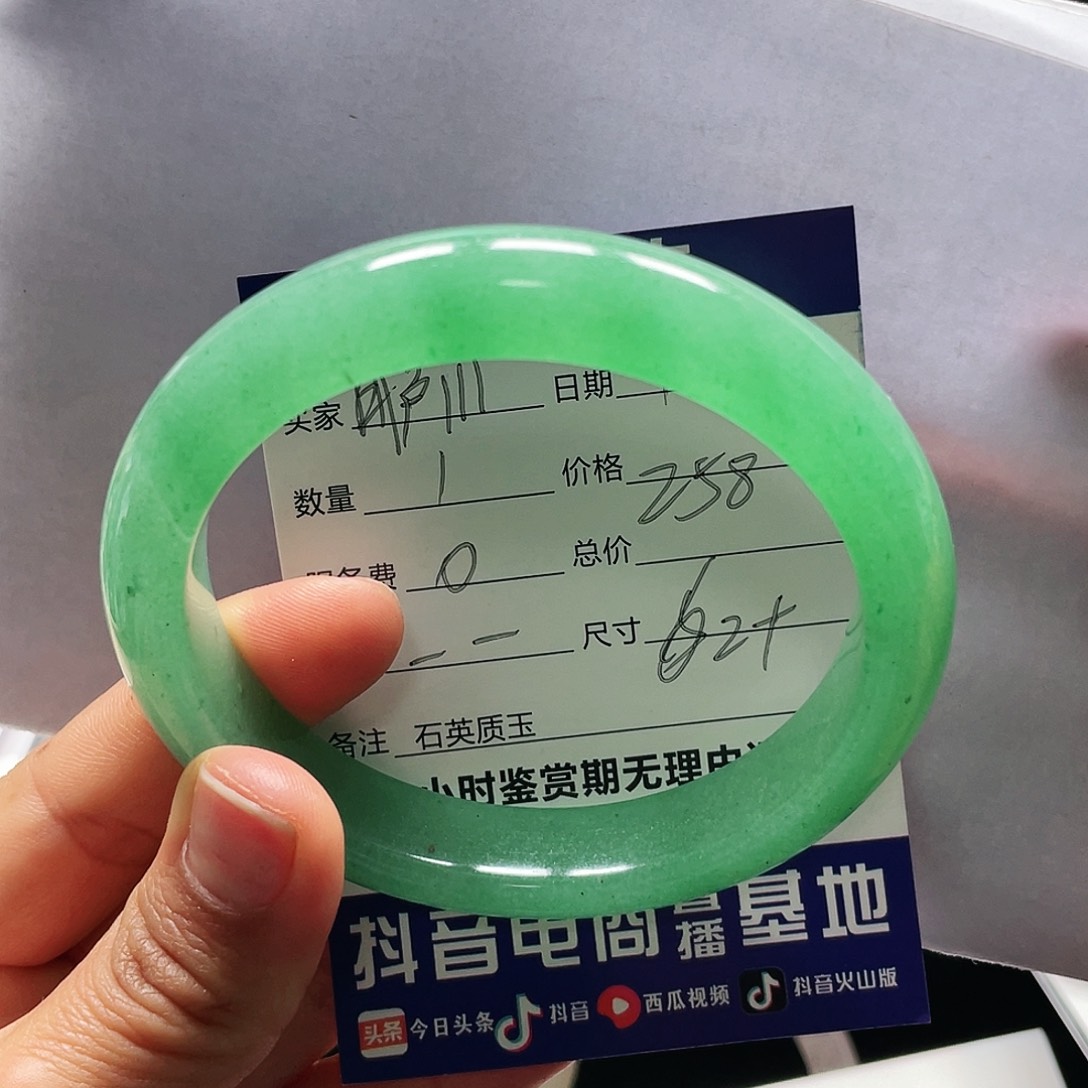 买家 日期
数量 1 价格 258
服务费 0 总价
尺寸 62+
备注 石英质玉
小时鉴赏期无理由
抖音电商直播基地
头条 今日头条 抖音 西瓜视频 抖音火山版